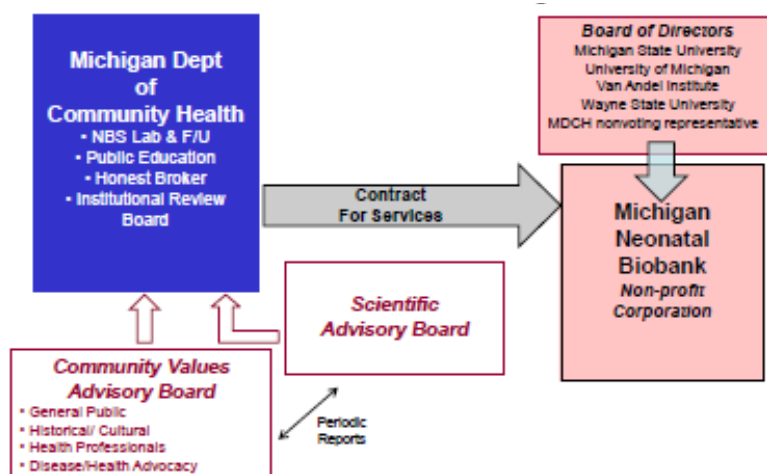 Michigan Dept
of
Community Health
• NBS Lab & F/U
• Public Education
• Honest Broker
• Institutional Review
Board
Board of Directors
Michigan State University
University of Michigan
Van Andel Institute
Wayne State University
MDCH nonvoting representative
Contract
For Services
Michigan
Neonatal
Biobank
Non-profit
Corporation
Scientific
Advisory Board
Community Values
Advisory Board
• General Public
• Historical/ Cultural
• Health Professionals
• Disease/Health Advocacy
Periodic
Reports